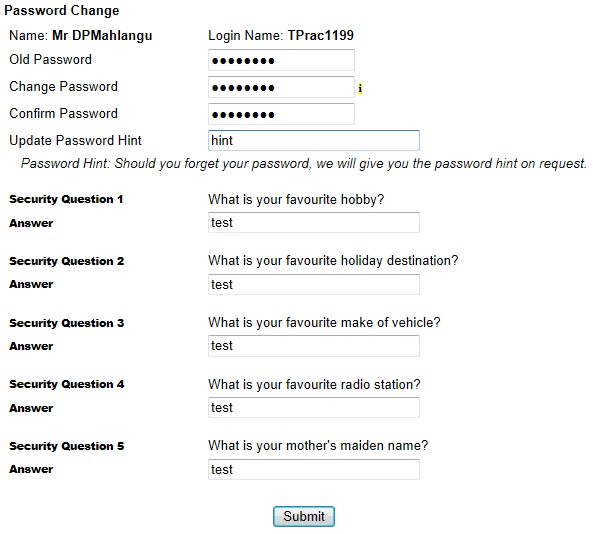 Password Change
Name: Mr DPMahlangu Login Name: TPrac1199
Old Password ●●●●●●●●
Change Password ●●●●●●●● i
Confirm Password ●●●●●●●●
Update Password Hint hint
Password Hint: Should you forget your password, we will give you the password hint on request.
Security Question 1 What is your favourite hobby?
Answer test
Security Question 2 What is your favourite holiday destination?
Answer test
Security Question 3 What is your favourite make of vehicle?
Answer test
Security Question 4 What is your favourite radio station?
Answer test
Security Question 5 What is your mother's maiden name?
Answer test
Submit